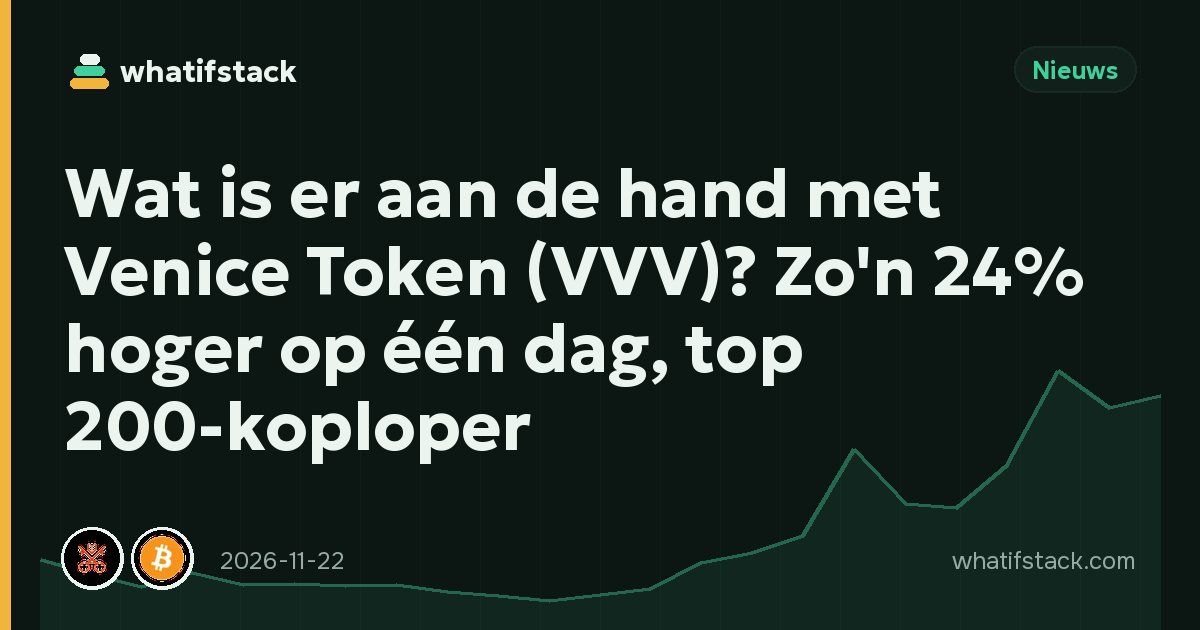 whatifstack
Nieuws
Wat is er aan de hand met
Venice Token (VVV)? Zo'n 24%
hoger op één dag, top
200-koploper
2026-11-22
whatifstack.com